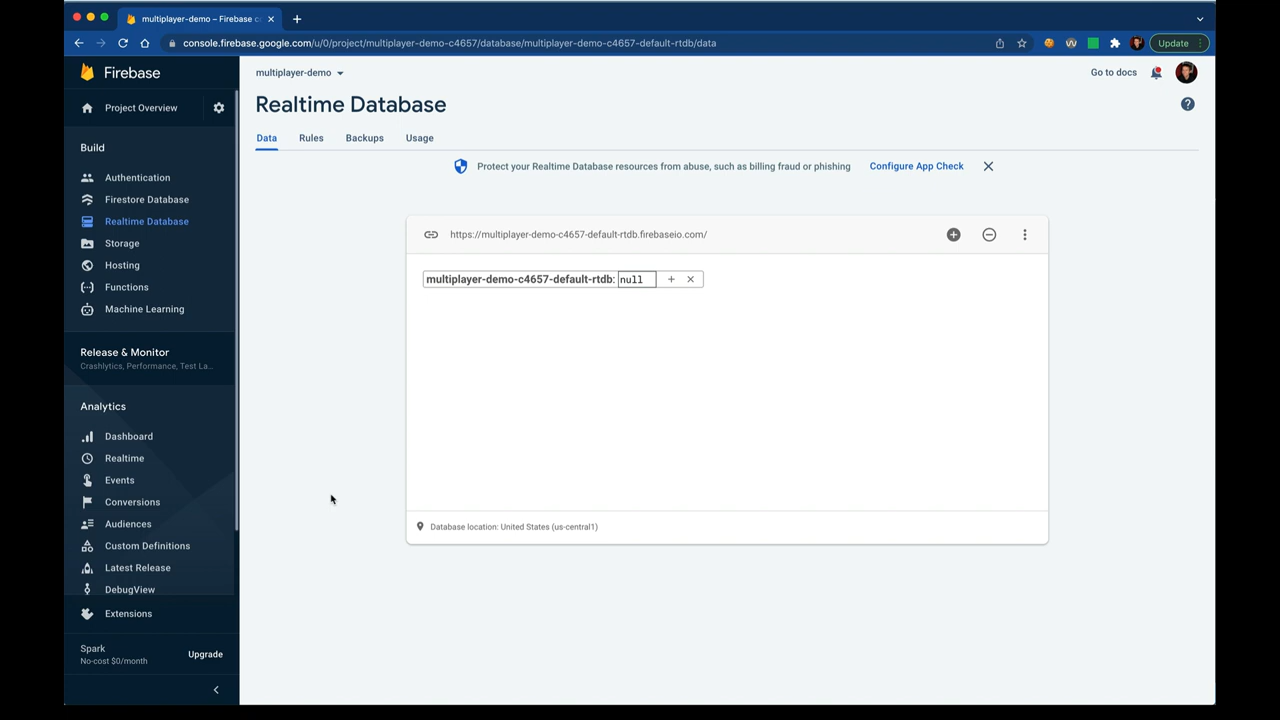 multiplayer-demo – Firebase c
console.firebase.google.com/u/0/project/multiplayer-demo-c4657/database/multiplayer-demo-c4657-default-rtdb/data
Update
Firebase
Project Overview
Build
Authentication
Firestore Database
Realtime Database
Storage
Hosting
Functions
Machine Learning
Release & Monitor
Crashlytics, Performance, Test La...
Analytics
Dashboard
Realtime
Events
Conversions
Audiences
Custom Definitions
Latest Release
DebugView
Extensions
Spark
No-cost $0/month
Upgrade
multiplayer-demo
Go to docs
Realtime Database
Data Rules Backups Usage
Protect your Realtime Database resources from abuse, such as billing fraud or phishing Configure App Check
https://multiplayer-demo-c4657-default-rtdb.firebaseio.com/
multiplayer-demo-c4657-default-rtdb: null
Database location: United States (us-central1)